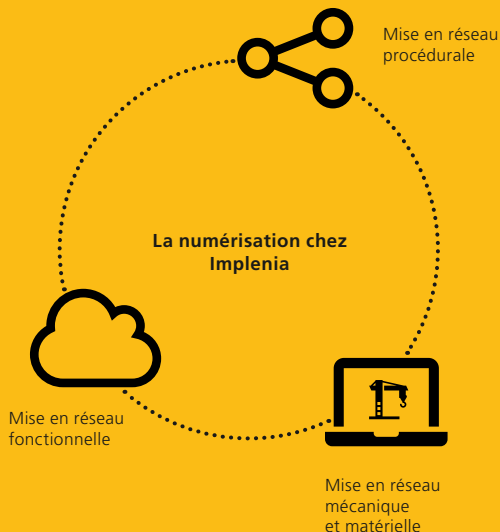 Mise en réseau
procédurale
La numérisation chez
Implenia
Mise en réseau
fonctionnelle
Mise en réseau
mécanique
et matérielle